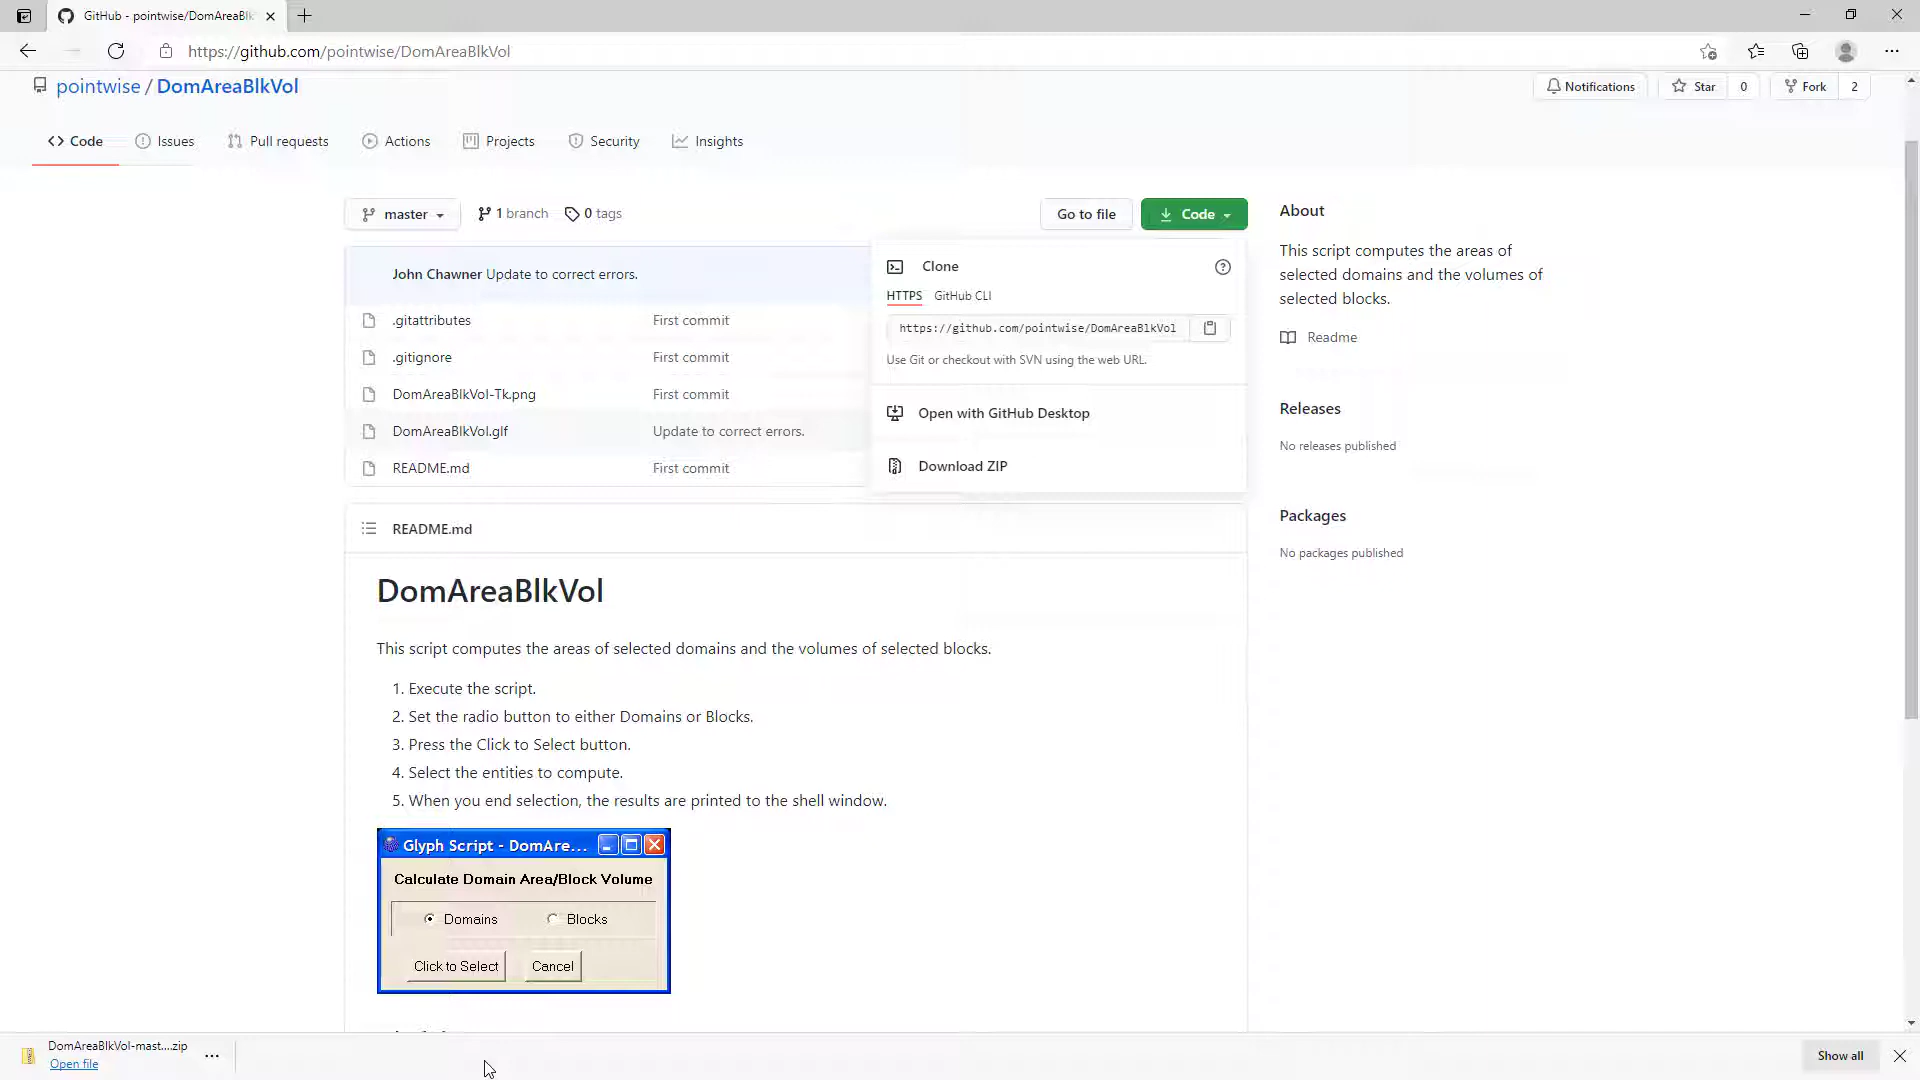 GitHub - pointwise/DomAreaBlk
https://github.com/pointwise/DomAreaBlkVol
pointwise / DomAreaBlkVol
Notifications
Star 0
Fork 2
Code
Issues
Pull requests
Actions
Projects
Security
Insights
master
1 branch
0 tags
Go to file
Code
About
This script computes the areas of
selected domains and the volumes of
selected blocks.
Readme
Releases
No releases published
Packages
No packages published
John Chawner Update to correct errors.
.gitattributes First commit
.gitignore First commit
DomAreaBlkVol-Tk.png First commit
DomAreaBlkVol.glf Update to correct errors.
README.md First commit
Clone
HTTPS GitHub CLI
https://github.com/pointwise/DomAreaBlkVol
Use Git or checkout with SVN using the web URL.
Open with GitHub Desktop
Download ZIP
README.md
DomAreaBlkVol
This script computes the areas of selected domains and the volumes of selected blocks.
1. Execute the script.
2. Set the radio button to either Domains or Blocks.
3. Press the Click to Select button.
4. Select the entities to compute.
5. When you end selection, the results are printed to the shell window.
Glyph Script - DomAre...
Calculate Domain Area/Block Volume
Domains Blocks
Click to Select Cancel
DomAreaBlkVol-mast....zip
Open file
Show all